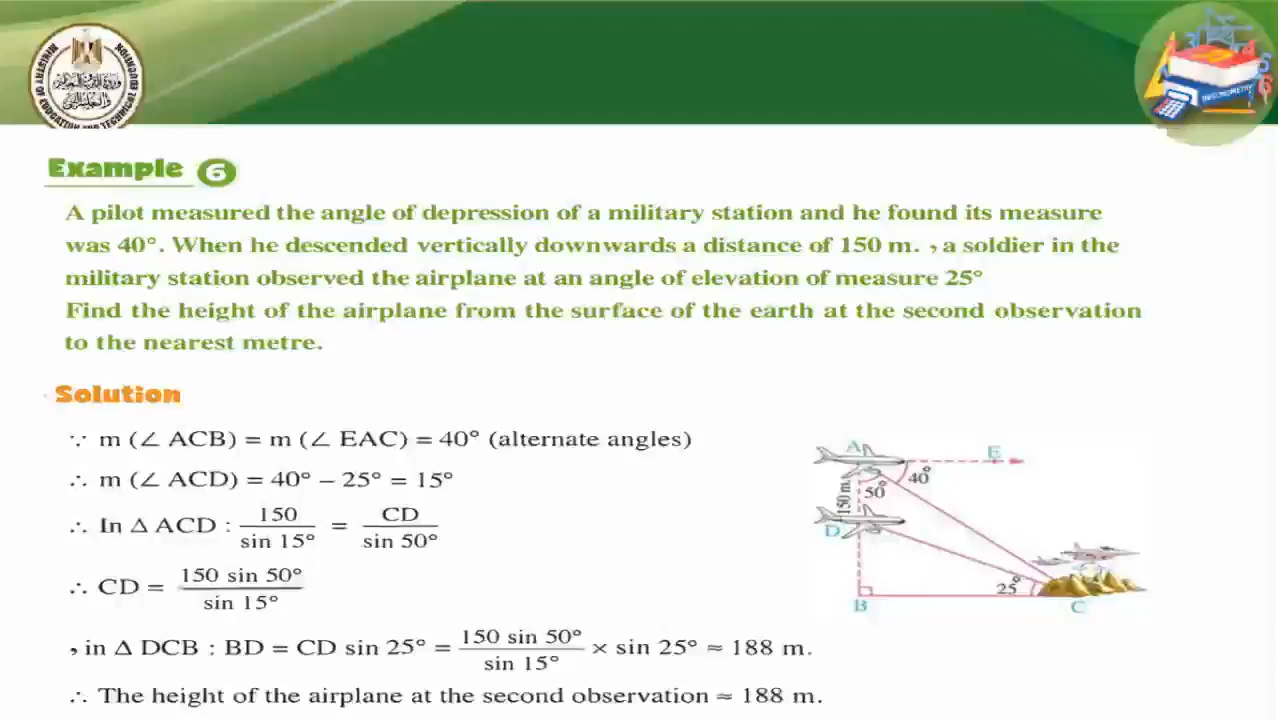 MINISTRY OF EDUCATION AND TECHNICAL EDUCATION
Example 6
A pilot measured the angle of depression of a military station and he found its measure
was 40°. When he descended vertically downwards a distance of 150 m. , a soldier in the
military station observed the airplane at an angle of elevation of measure 25°
Find the height of the airplane from the surface of the earth at the second observation
to the nearest metre.
Solution
∵ m (∠ ACB) = m (∠ EAC) = 40° (alternate angles)
∴ m (∠ ACD) = 40° – 25° = 15°
∴ In Δ ACD : 150 / sin 15° = CD / sin 50°
∴ CD = 150 sin 50° / sin 15°
, in Δ DCB : BD = CD sin 25° = 150 sin 50° / sin 15° × sin 25° ≈ 188 m.
∴ The height of the airplane at the second observation ≈ 188 m.
A
E
40°
50°
150 m.
D
25°
B
C